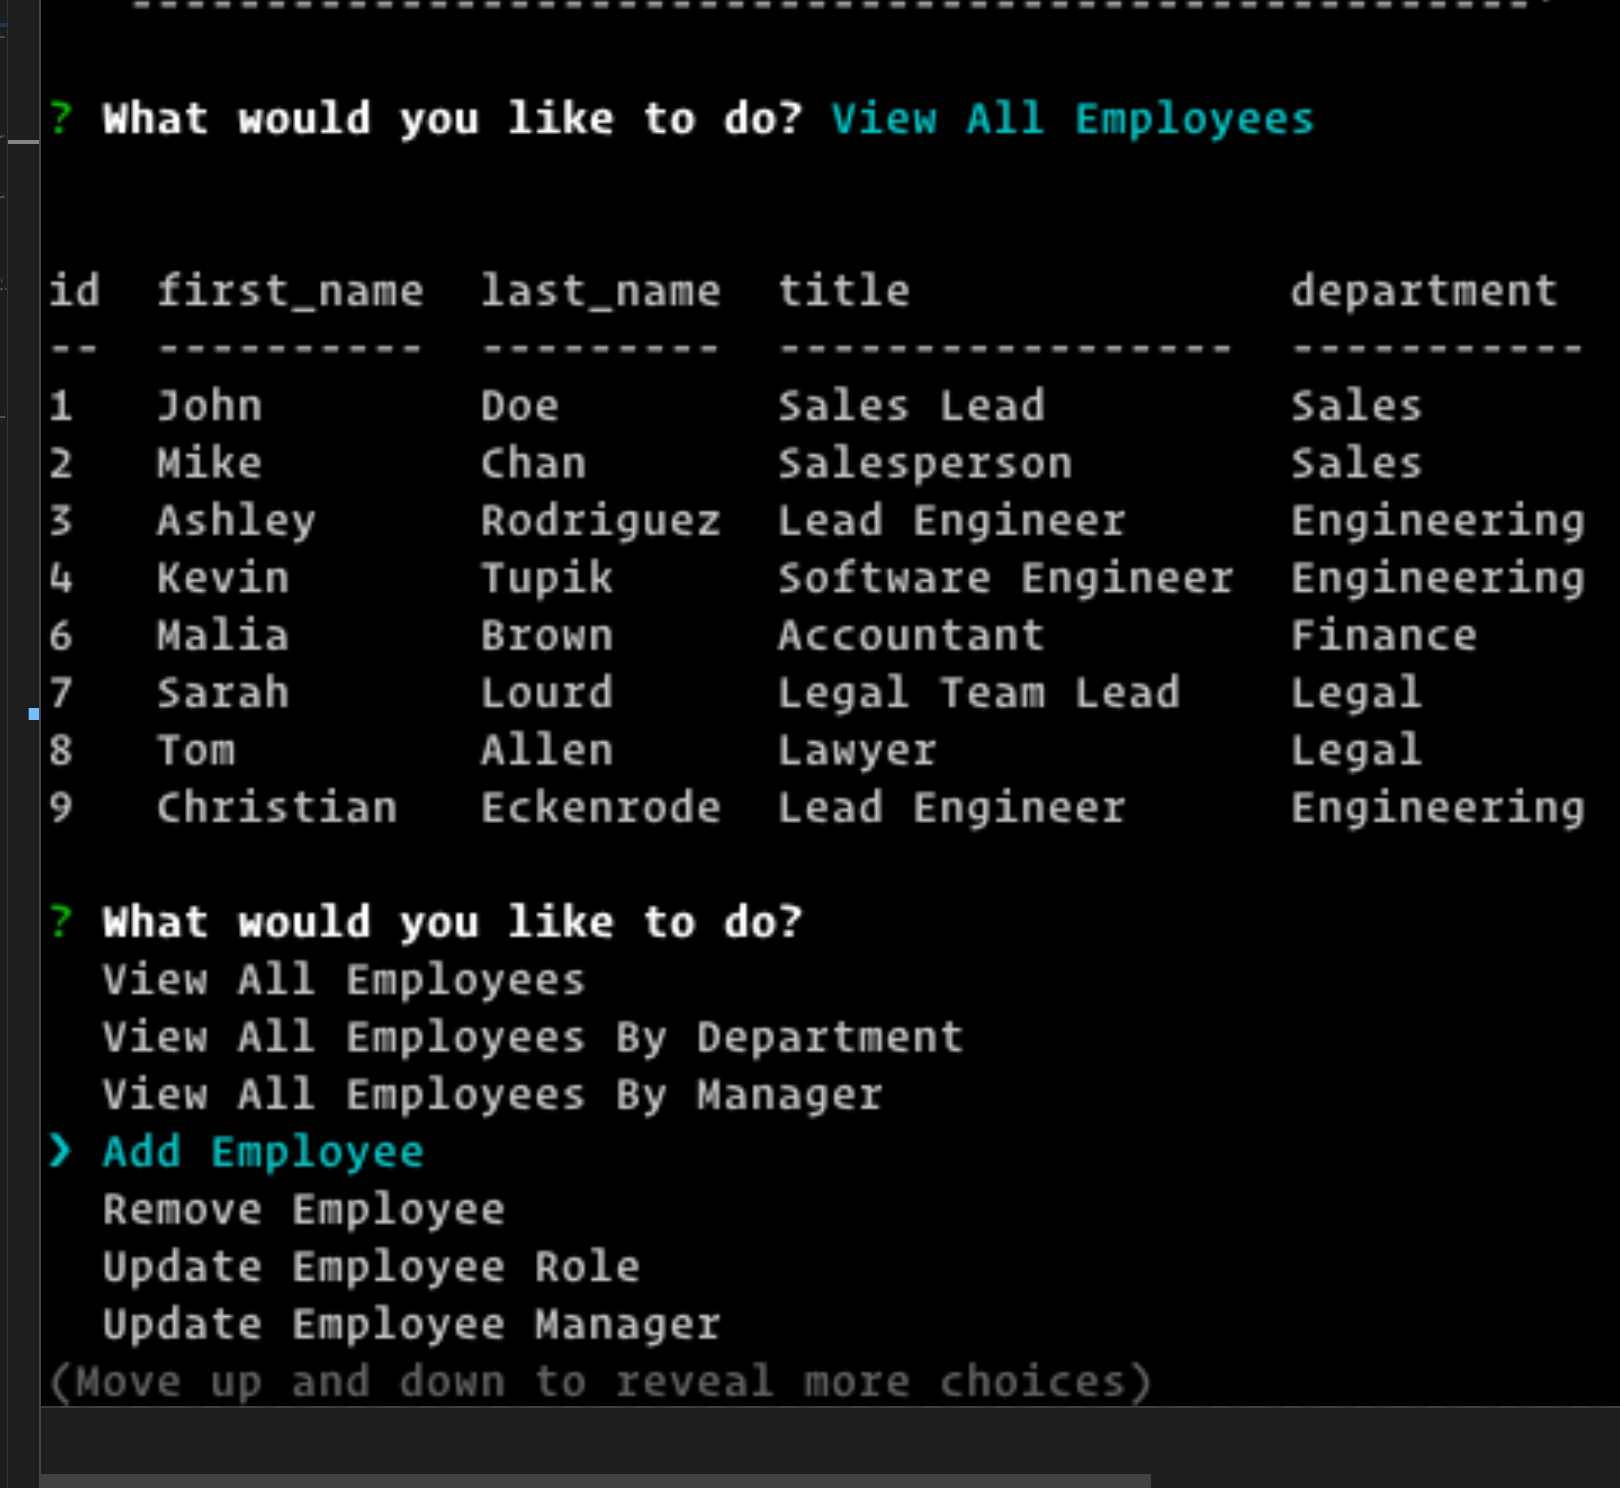 ? What would you like to do? View All Employees
id  first_name  last_name  title              department
--  ----------  ---------  -----------------  -----------
1   John        Doe        Sales Lead         Sales
2   Mike        Chan       Salesperson        Sales
3   Ashley      Rodriguez  Lead Engineer      Engineering
4   Kevin       Tupik      Software Engineer  Engineering
6   Malia       Brown      Accountant         Finance
7   Sarah       Lourd      Legal Team Lead    Legal
8   Tom         Allen      Lawyer             Legal
9   Christian   Eckenrode  Lead Engineer      Engineering
? What would you like to do?
  View All Employees
  View All Employees By Department
  View All Employees By Manager
❯ Add Employee
  Remove Employee
  Update Employee Role
  Update Employee Manager
(Move up and down to reveal more choices)